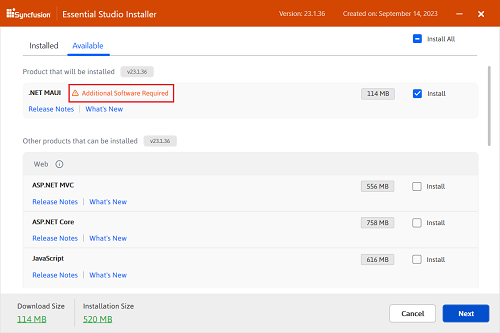 Syncfusion Essential Studio Installer Version: 23.1.36 Created on: September 14, 2023
Installed Available Install All
Product that will be installed v23.1.36
.NET MAUI Additional Software Required 114 MB Install
Release Notes What's New
Other products that can be installed v23.1.36
Web
ASP.NET MVC 556 MB Install
Release Notes What's New
ASP.NET Core 758 MB Install
Release Notes What's New
JavaScript 616 MB Install
Release Notes What's New
Download Size Installation Size
114 MB 520 MB Cancel Next